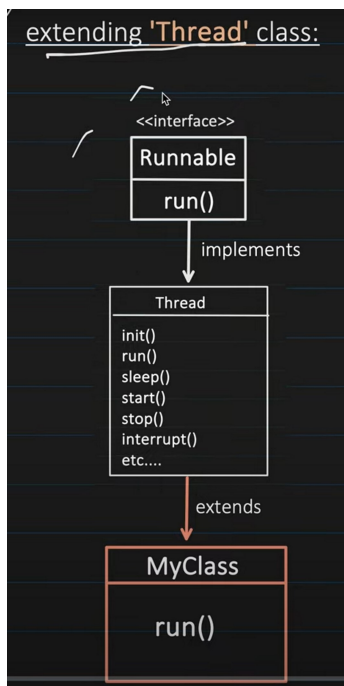 extending 'Thread' class:
<<interface>>
Runnable
run()
implements
Thread
init()
run()
sleep()
start()
stop()
interrupt()
etc....
extends
MyClass
run()